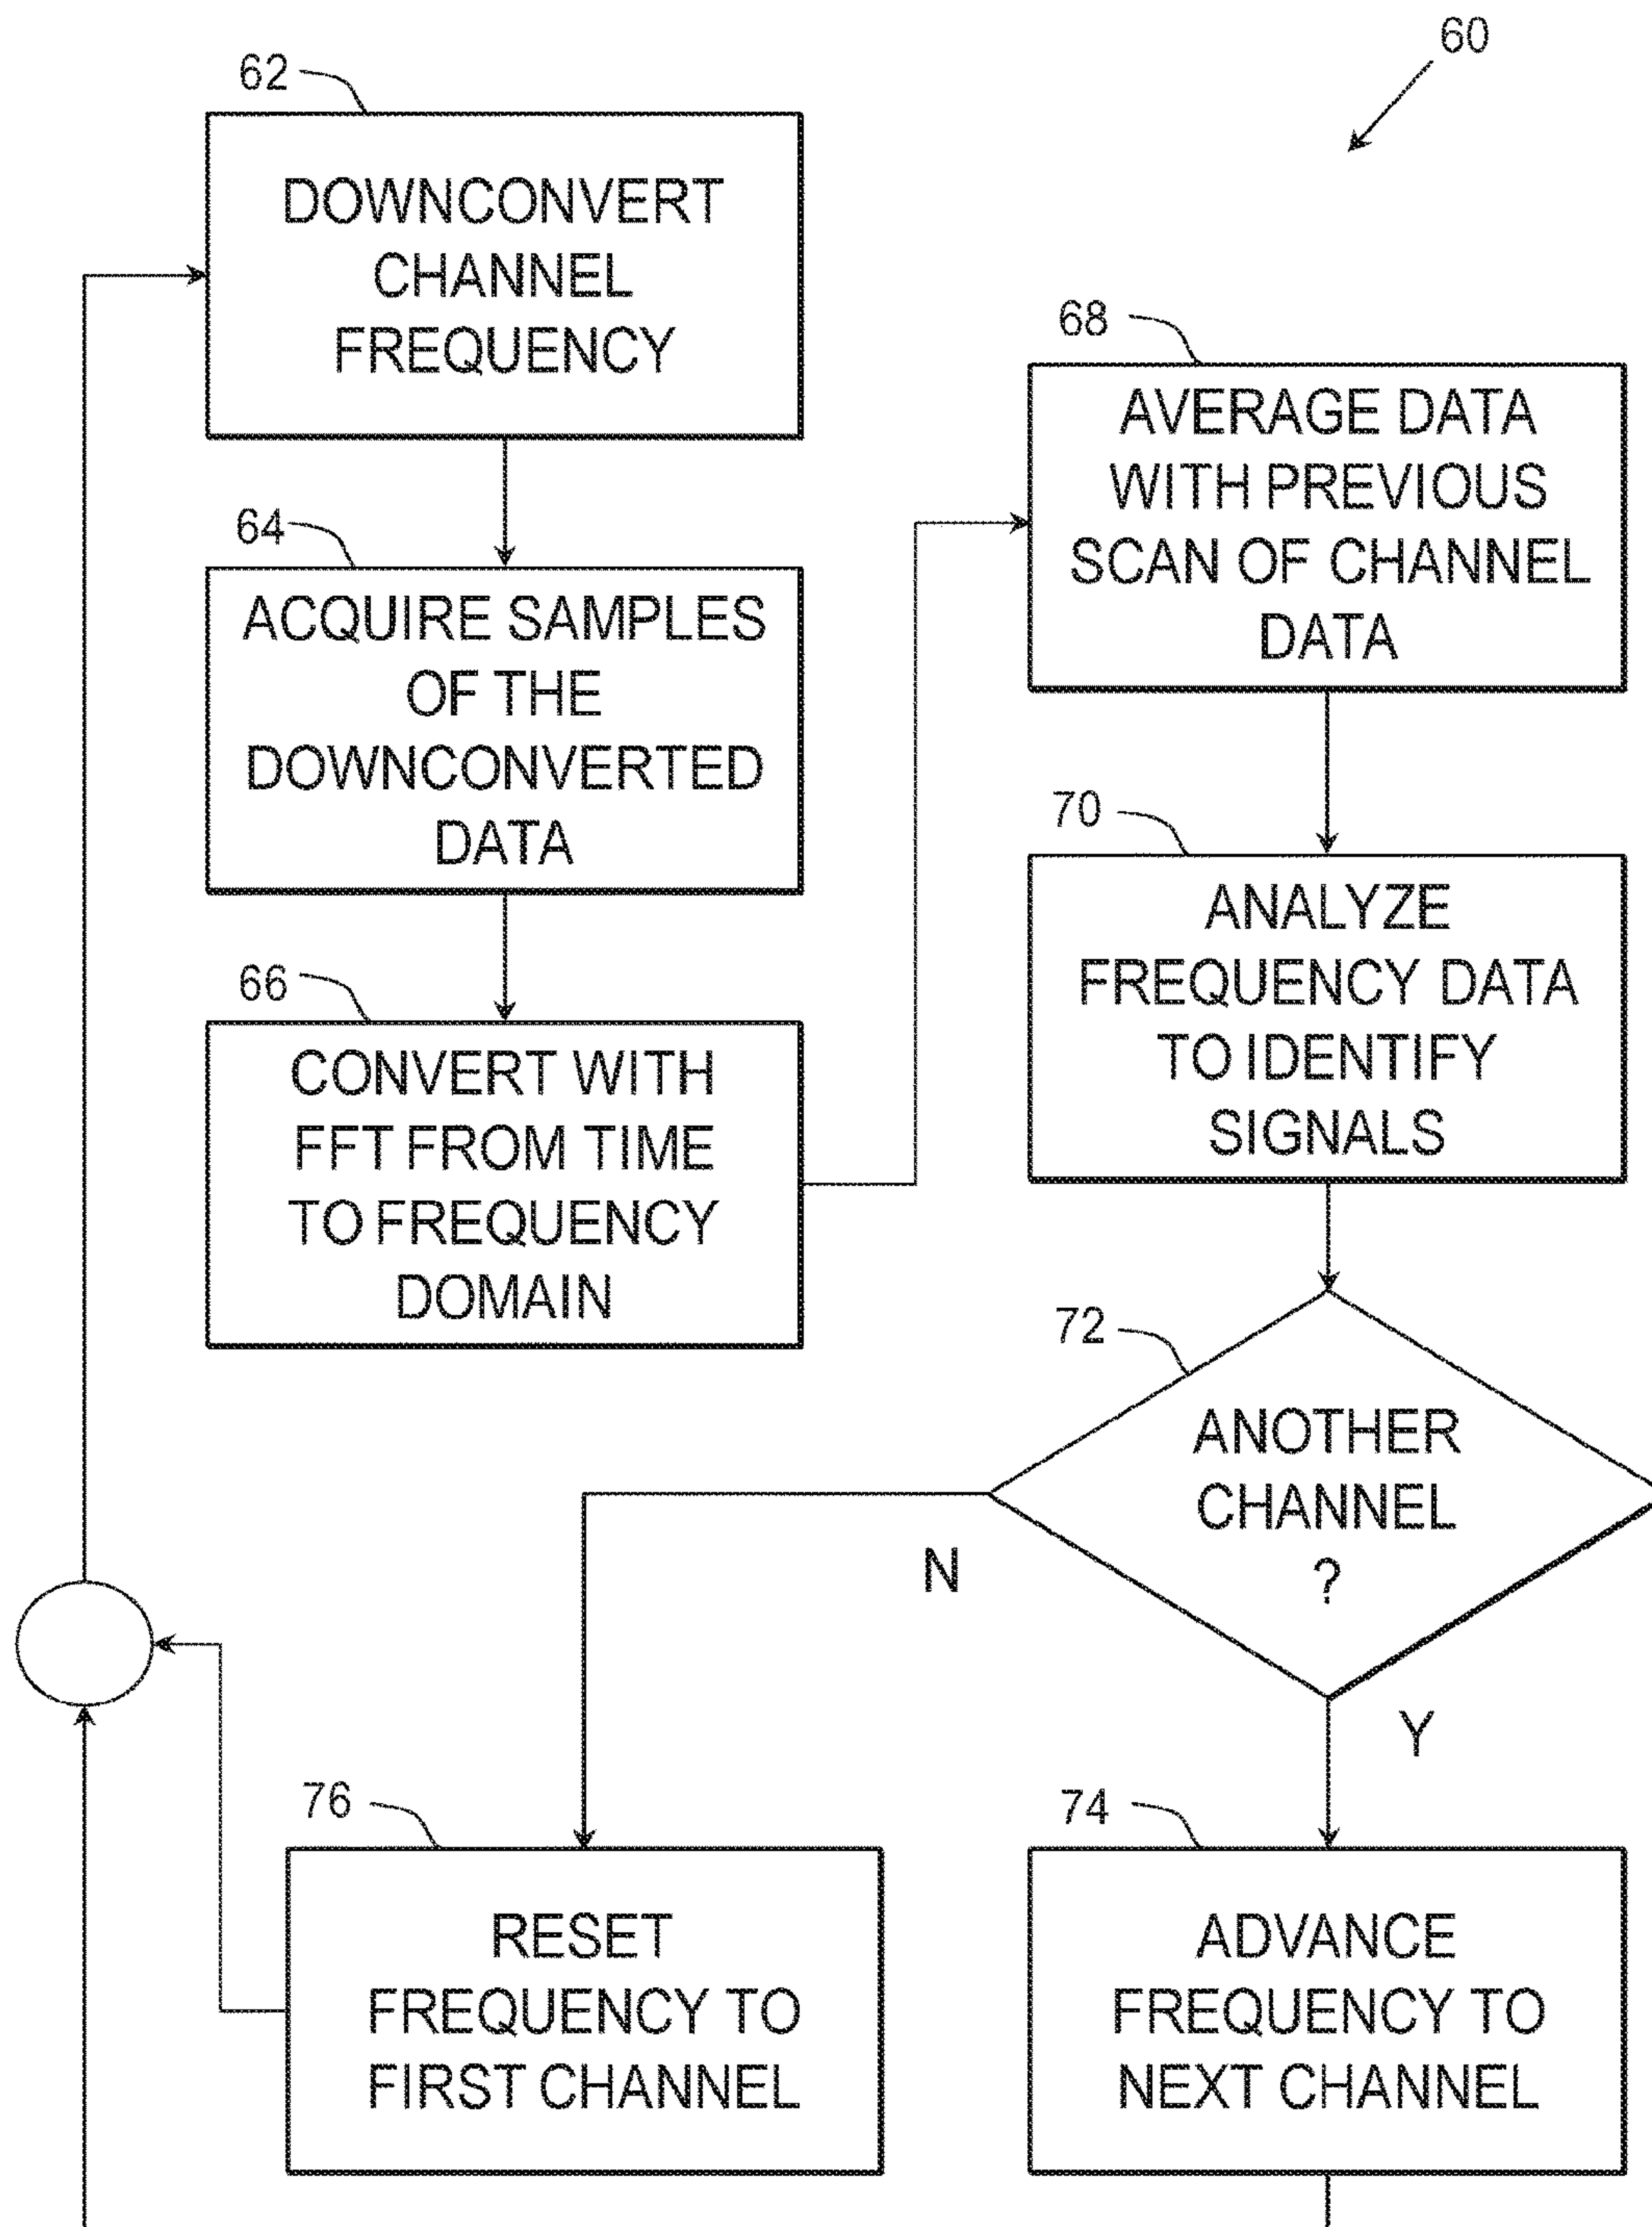 60
62
DOWNCONVERT
CHANNEL
FREQUENCY
64
ACQUIRE SAMPLES
OF THE
DOWNCONVERTED
DATA
66
CONVERT WITH
FFT FROM TIME
TO FREQUENCY
DOMAIN
68
AVERAGE DATA
WITH PREVIOUS
SCAN OF CHANNEL
DATA
70
ANALYZE
FREQUENCY DATA
TO IDENTIFY
SIGNALS
72
ANOTHER
CHANNEL
?
N
Y
76
RESET
FREQUENCY TO
FIRST CHANNEL
74
ADVANCE
FREQUENCY TO
NEXT CHANNEL